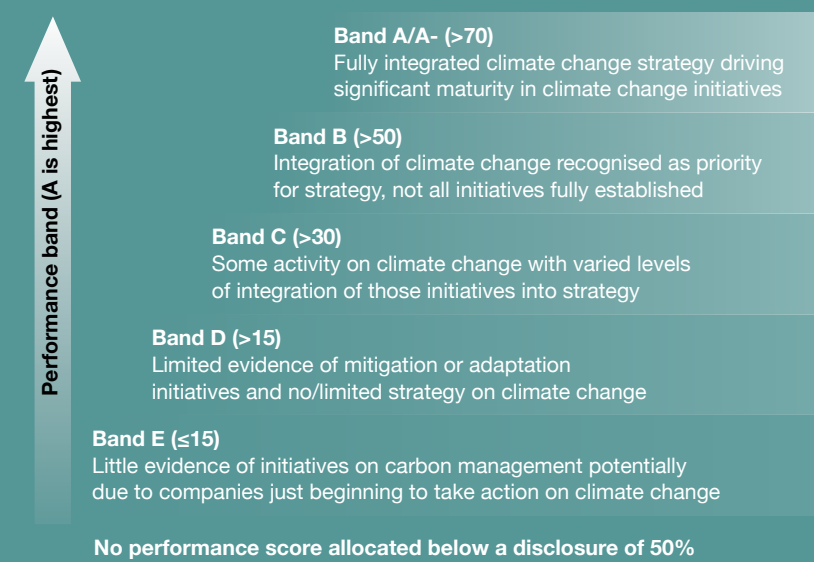 Performance band (A is highest)
Band A/A- (>70)
Fully integrated climate change strategy driving
significant maturity in climate change initiatives
Band B (>50)
Integration of climate change recognised as priority
for strategy, not all initiatives fully established
Band C (>30)
Some activity on climate change with varied levels
of integration of those initiatives into strategy
Band D (>15)
Limited evidence of mitigation or adaptation
initiatives and no/limited strategy on climate change
Band E (≤15)
Little evidence of initiatives on carbon management potentially
due to companies just beginning to take action on climate change
No performance score allocated below a disclosure of 50%